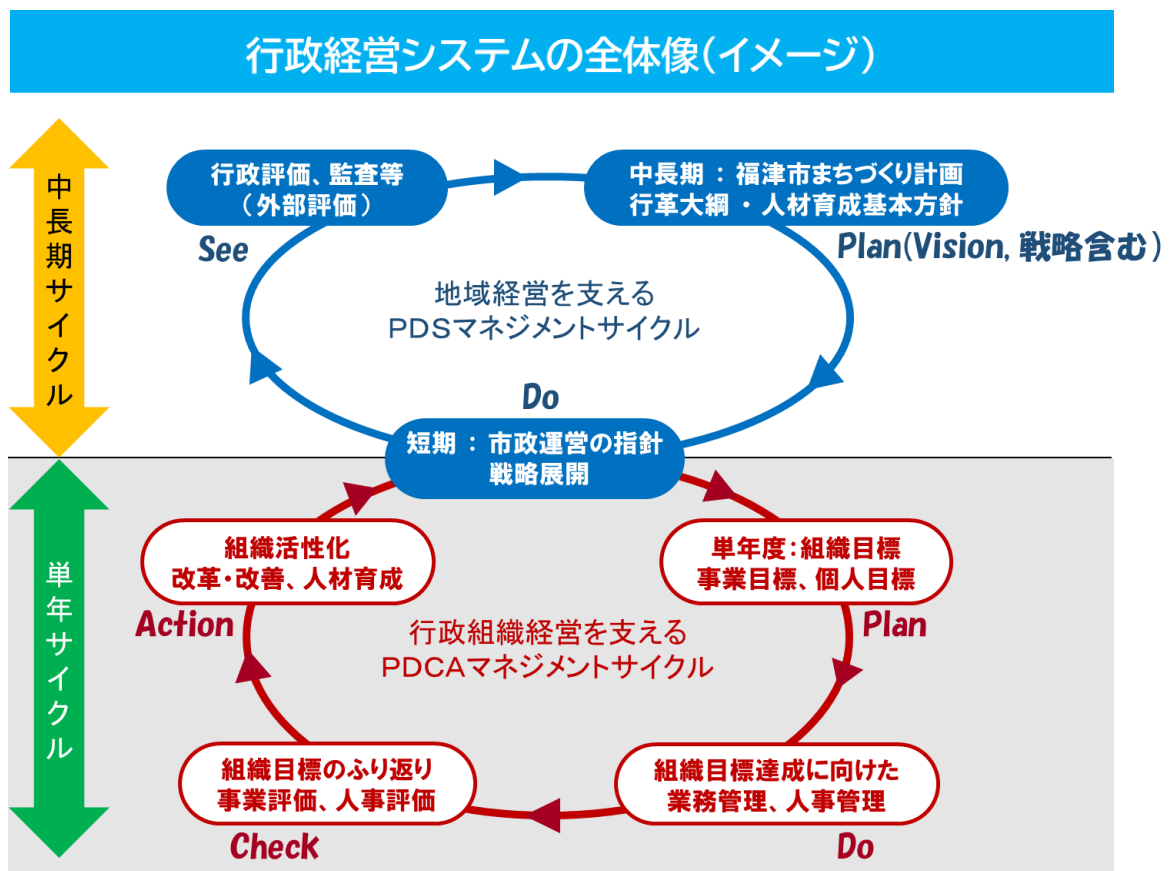 行政経営システムの全体像（イメージ）
中長期サイクル
行政評価、監査等
（外部評価）
See
中長期 ： 福津市まちづくり計画
行革大綱 ・ 人材育成基本方針
Plan(Vision, 戦略含む)
地域経営を支える
PDSマネジメントサイクル
Do
短期 ： 市政運営の指針
戦略展開
単年サイクル
組織活性化
改革・改善、人材育成
Action
単年度：組織目標
事業目標、個人目標
Plan
行政組織経営を支える
PDCAマネジメントサイクル
組織目標のふり返り
事業評価、人事評価
Check
組織目標達成に向けた
業務管理、人事管理
Do